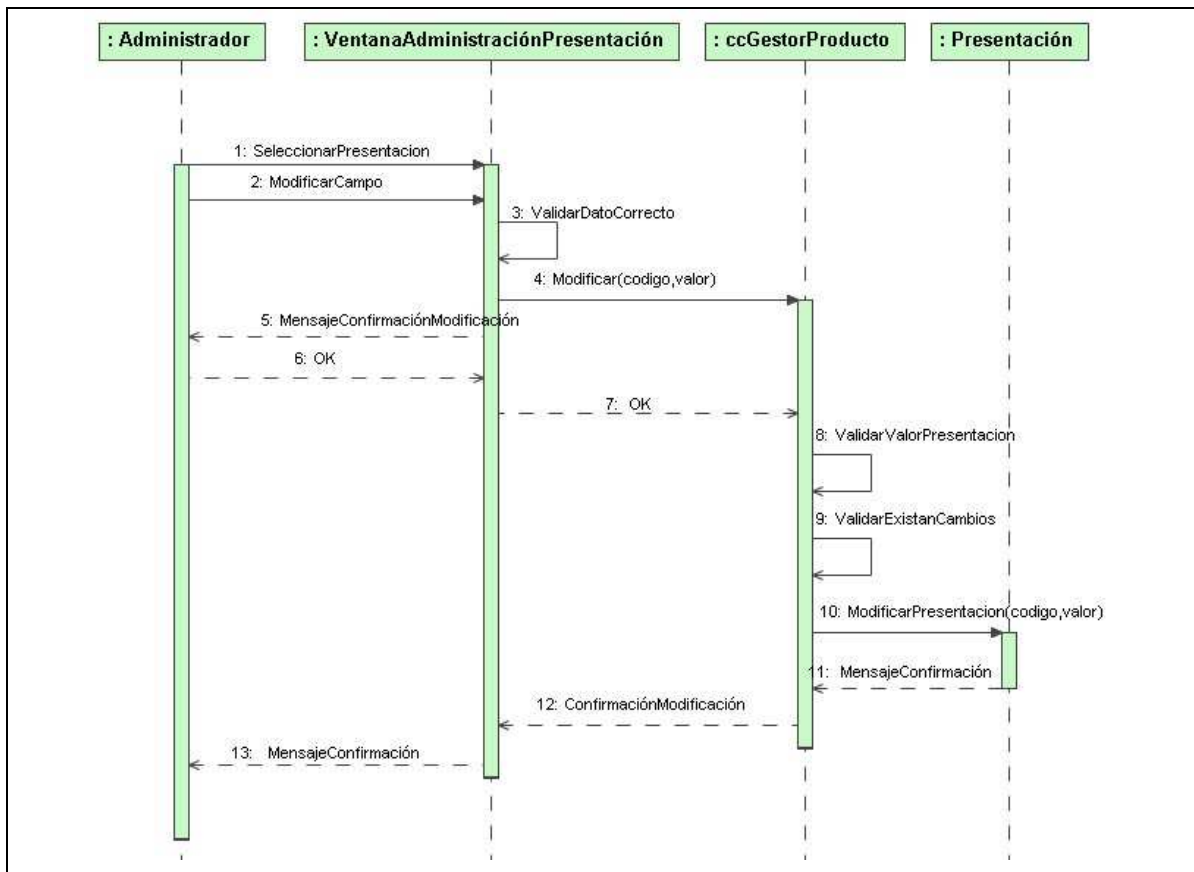 : Administrador
: VentanaAdministraciónPresentación
: ccGestorProducto
: Presentación
1: SeleccionarPresentacion
2: ModificarCampo
3: ValidarDatoCorrecto
4: Modificar(codigo,valor)
5: MensajeConfirmaciónModificación
6: OK
7: OK
8: ValidarValorPresentacion
9: ValidarExistanCambios
10: ModificarPresentacion(codigo,valor)
11: MensajeConfirmación
12: ConfirmaciónModificación
13: MensajeConfirmación